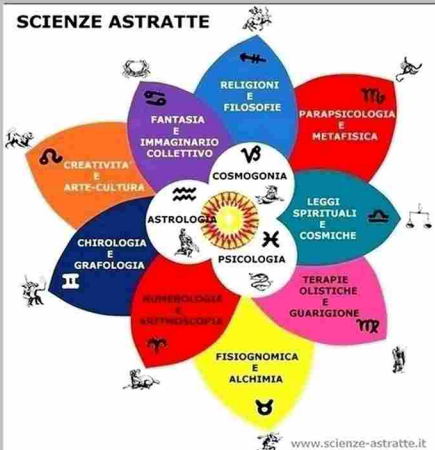 SCIENZE ASTRATTE
RELIGIONI
E
FILOSOFIE
FANTASIA
E
IMMAGINARIO
COLLETTIVO
PARAPSICOLOGIA
E
METAFISICA
CREATIVITA'
E
ARTE-CULTURA
COSMOGONIA
ASTROLOGIA
LEGGI
SPIRITUALI
E
COSMICHE
CHIROLOGIA
E
GRAFOLOGIA
PSICOLOGIA
TERAPIE
OLISTICHE E
GUARIGIONE
NUMEROLOGIA
E
ARITMOSCOPIA
FISIOGNOMICA
E
ALCHIMIA
www.scienze-astratte.it